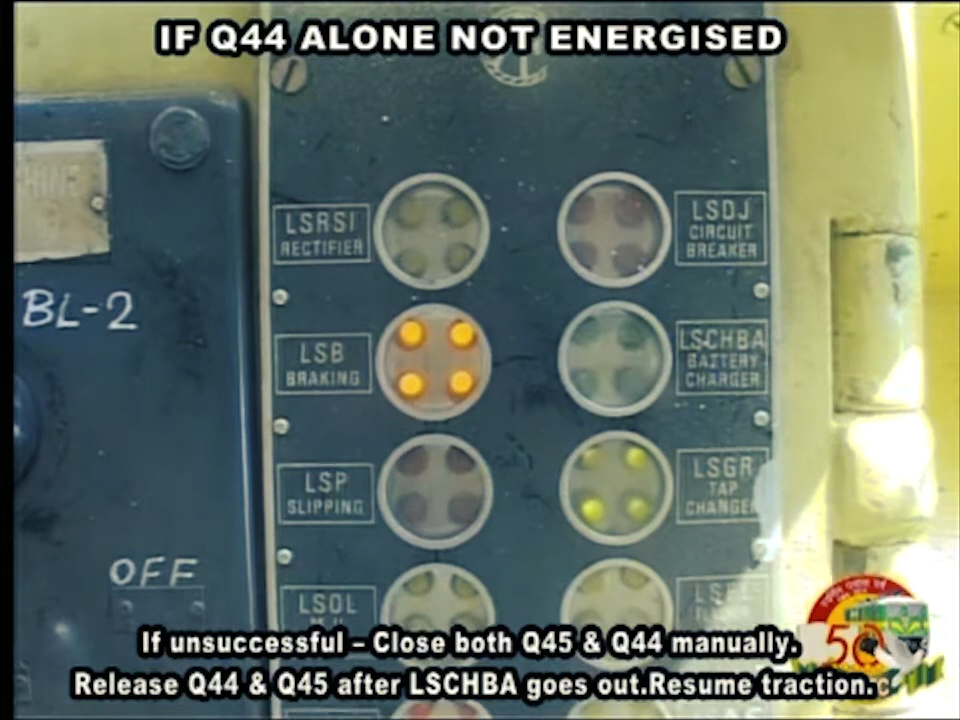 IF Q44 ALONE NOT ENERGISED
LSRSI
RECTIFIER
LSDJ
CIRCUIT
BREAKER
BL-2
LSB
BRAKING
LSCHBA
BATTERY
CHARGER
LSP
SLIPPING
LSGR
TAP
CHANGER
OFF
LSOL
50
If unsuccessful – Close both Q45 & Q44 manually.
Release Q44 & Q45 after LSCHBA goes out.Resume traction.